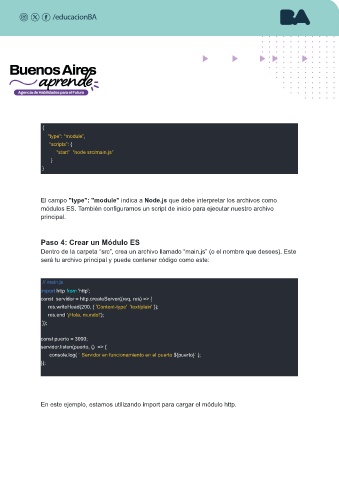 /educacionBA
BA
Buenos Aires
aprende
Agencia de Habilidades para el Futuro
{
"type": "module",
"scripts": {
"start" "node src/main.js"
}
}
El campo "type": "module" indica a Node.js que debe interpretar los archivos como
módulos ES. También configuramos un script de inicio para ejecutar nuestro archivo
principal.
Paso 4: Crear un Módulo ES
Dentro de la carpeta "src", crea un archivo llamado "main.js" (o el nombre que desees). Este
será tu archivo principal y puede contener código como este:
// main.js
import http from "http";
const servidor = http.createServer((req, res) => {
res.writeHead(200, { "Content-type" "text/plain" });
res.end "¡Hola, mundo!");
});
const puerto = 3000;
servidor.listen(puerto, () => {
console.log(` Servidor en funcionamiento en el puerto ${puerto}` );
});
En este ejemplo, estamos utilizando import para cargar el módulo http.